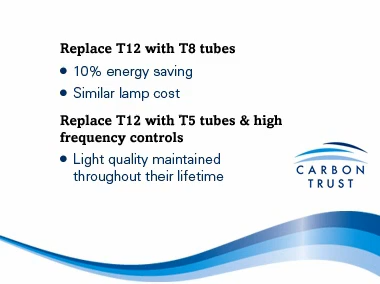 Replace T12 with T8 tubes
• 10% energy saving
• Similar lamp cost
Replace T12 with T5 tubes & high
frequency controls
• Light quality maintained
throughout their lifetime
CARBON
TRUST